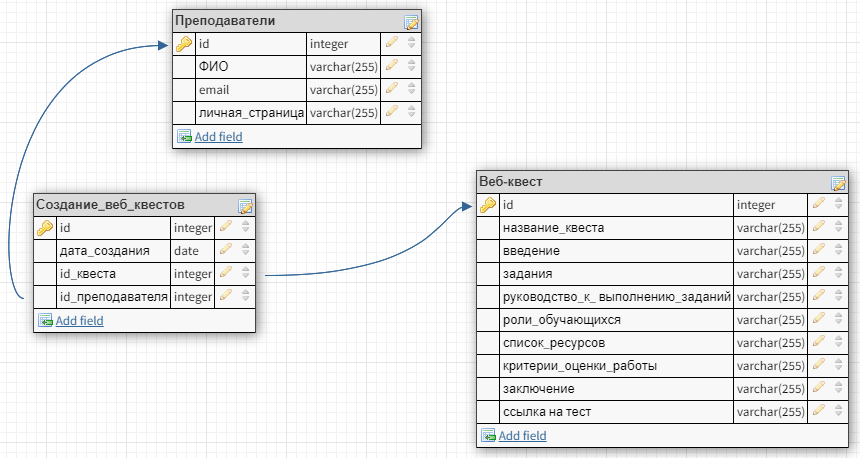 Преподаватели
id integer
ФИО varchar(255)
email varchar(255)
личная_страница varchar(255)
Add field
Создание_веб_квестов
id integer
дата_создания date
id_квеста integer
id_преподавателя integer
Add field
Веб-квест
id integer
название_квеста varchar(255)
введение varchar(255)
задания varchar(255)
руководство_к_ выполнению_заданий varchar(255)
роли_обучающихся varchar(255)
список_ресурсов varchar(255)
критерии_оценки_работы varchar(255)
заключение varchar(255)
ссылка на тест varchar(255)
Add field